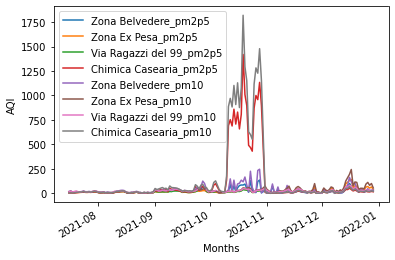 Zona Belvedere_pm2p5
Zona Ex Pesa_pm2p5
Via Ragazzi del 99_pm2p5
Chimica Casearia_pm2p5
Zona Belvedere_pm10
Zona Ex Pesa_pm10
Via Ragazzi del 99_pm10
Chimica Casearia_pm10
1750
1500
1250
1000
750
500
250
0
AQI
2021-08
2021-09
2021-10
2021-11
2021-12
2022-01
Months